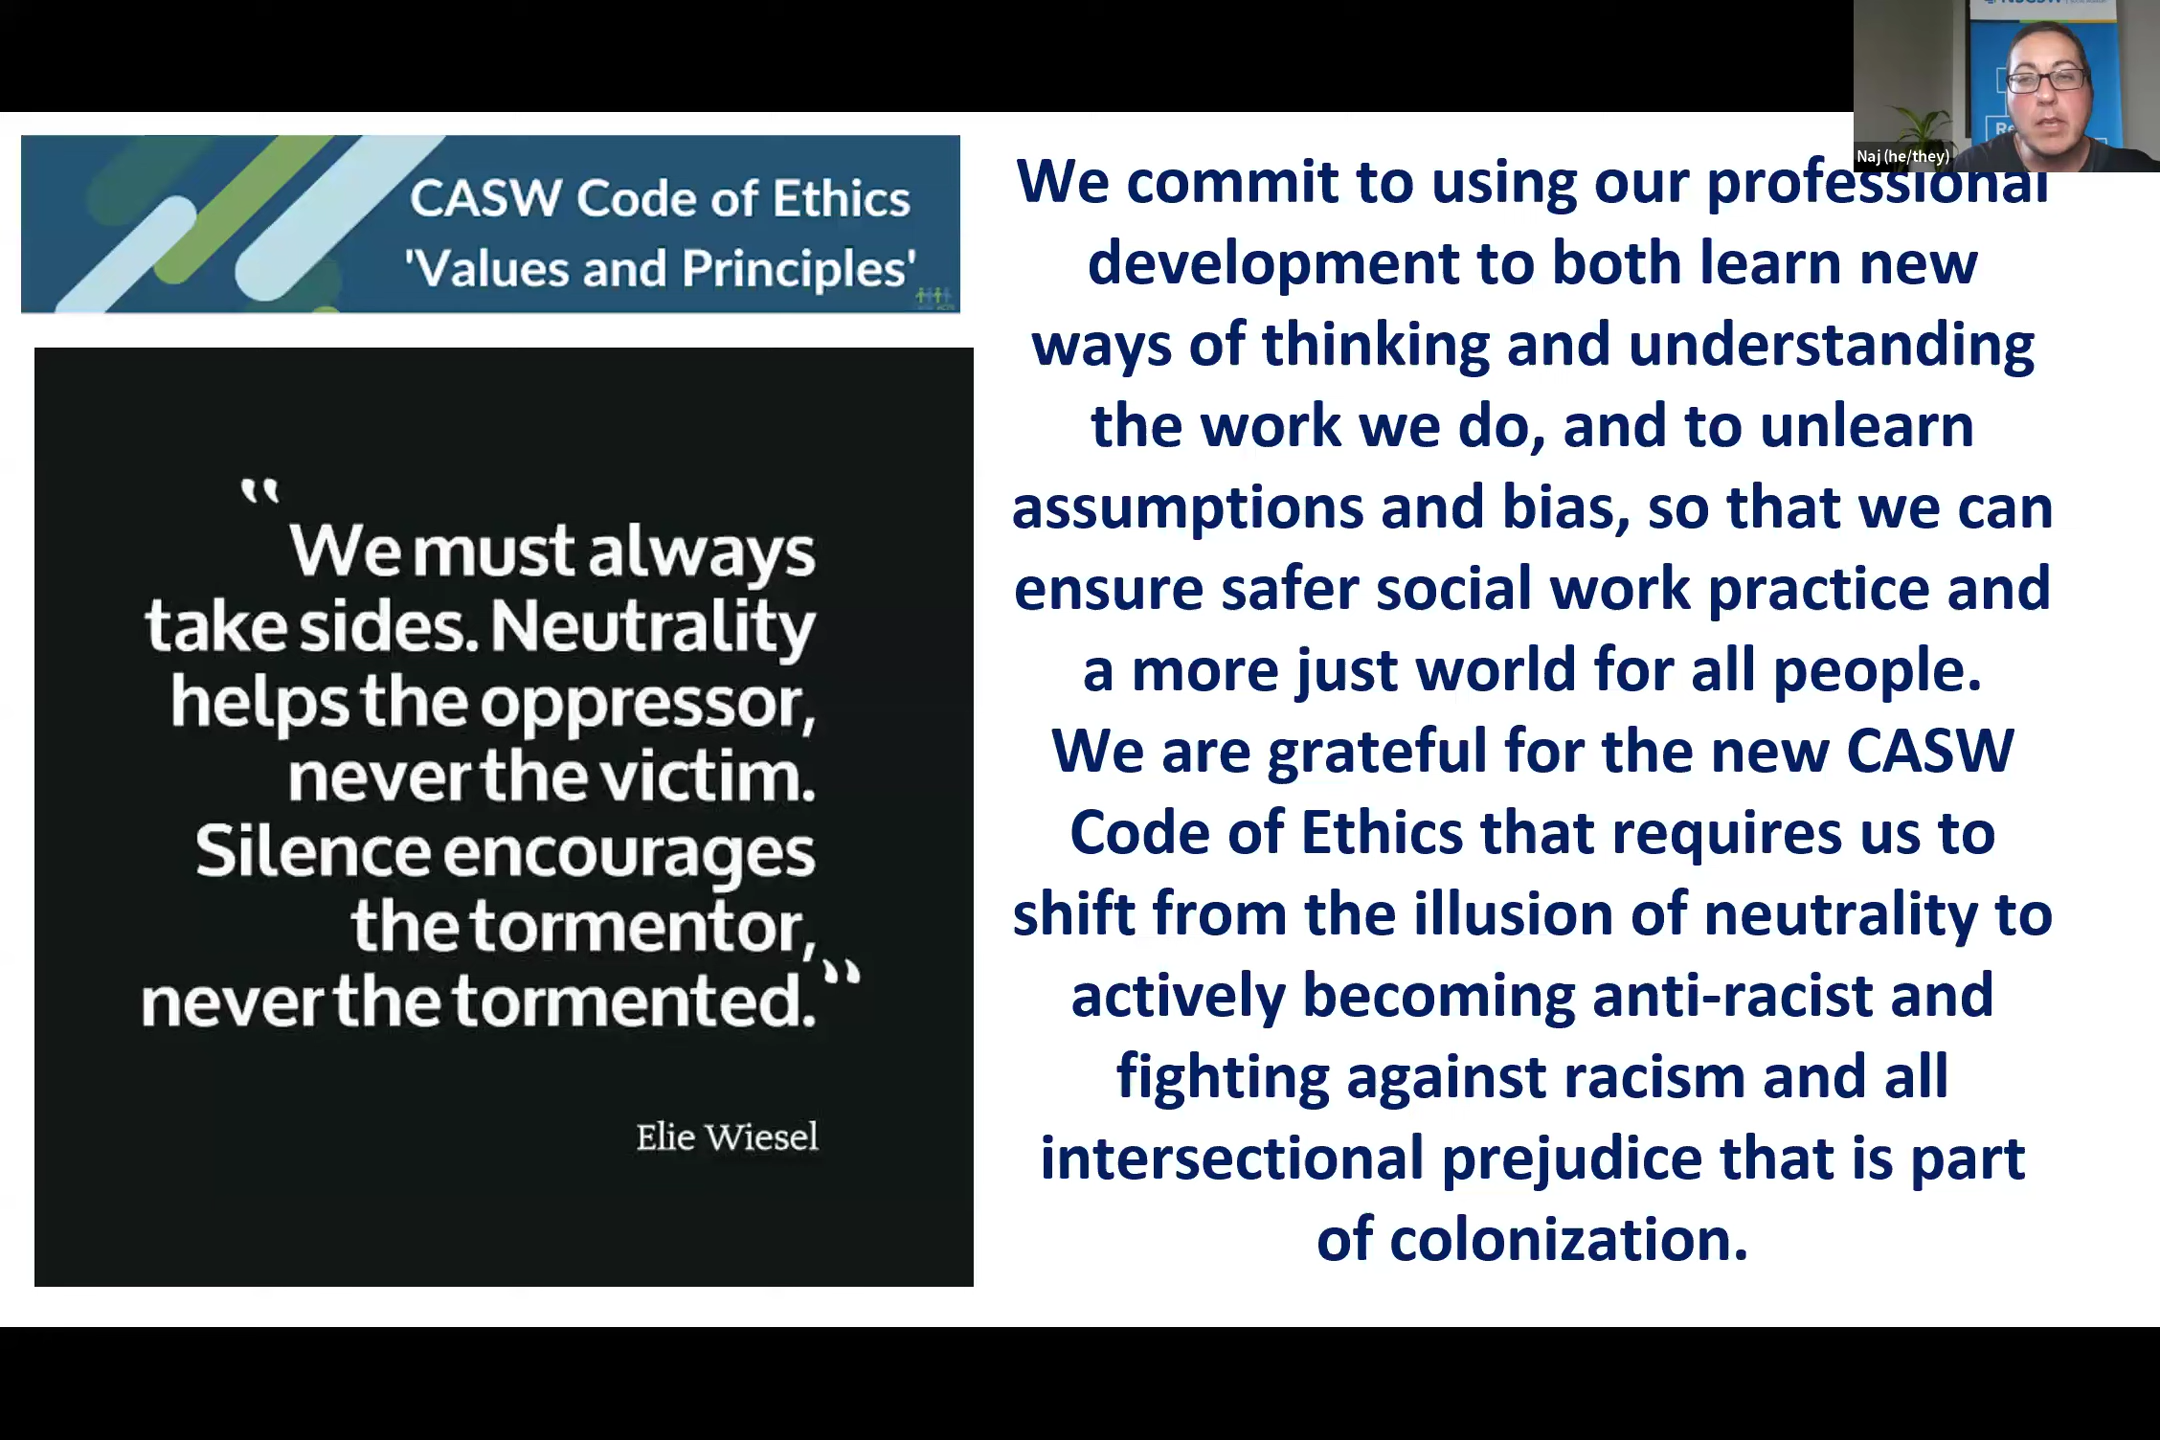 CASW Code of Ethics
'Values and Principles'
“
We must always
take sides. Neutrality
helps the oppressor,
never the victim.
Silence encourages
the tormentor,
never the tormented.”
Elie Wiesel
Naj (he/they)
We commit to using our professional
development to both learn new
ways of thinking and understanding
the work we do, and to unlearn
assumptions and bias, so that we can
ensure safer social work practice and
a more just world for all people.
We are grateful for the new CASW
Code of Ethics that requires us to
shift from the illusion of neutrality to
actively becoming anti-racist and
fighting against racism and all
intersectional prejudice that is part
of colonization.